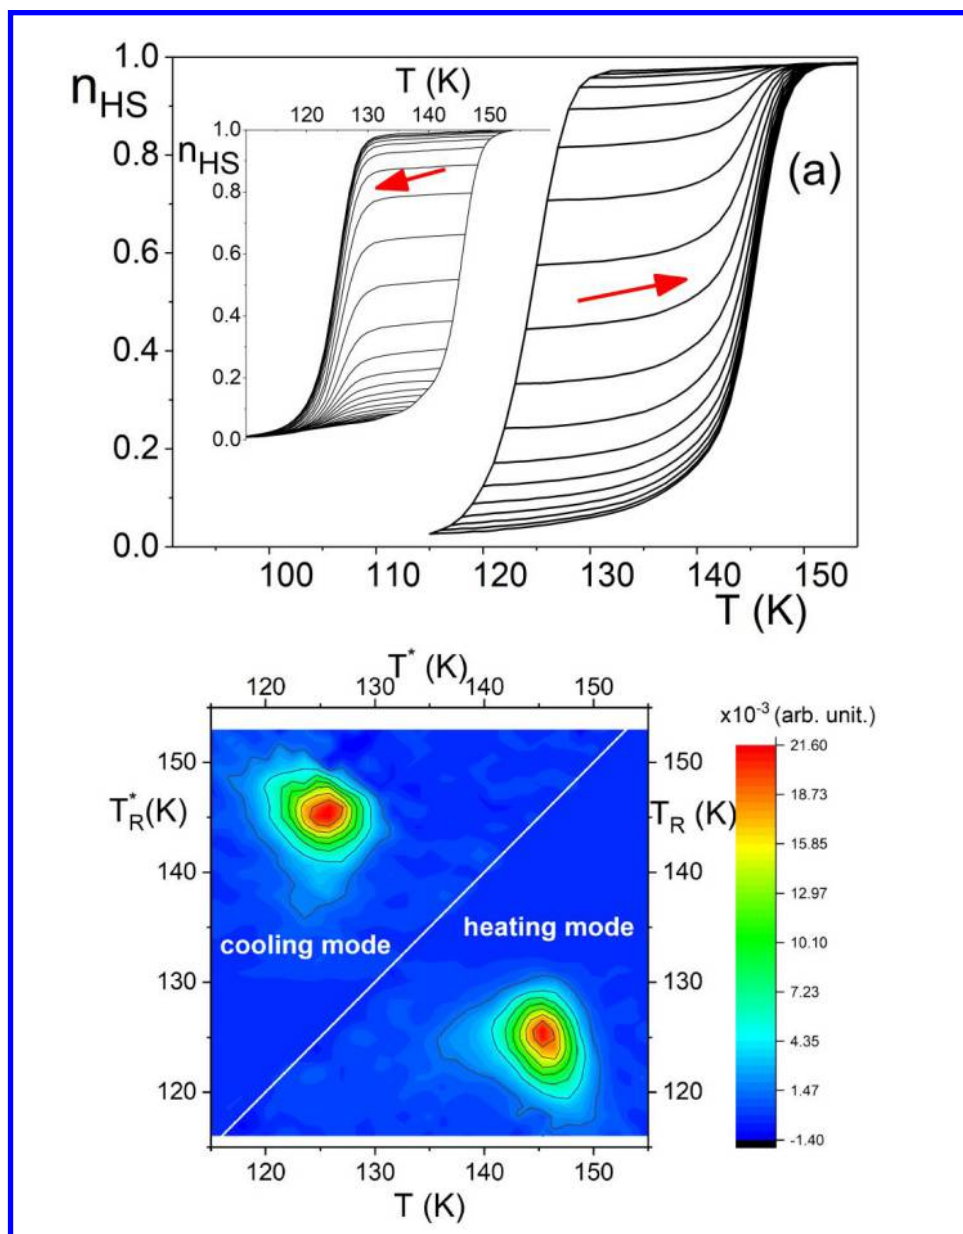 T (K)
120 130 140 150
n_HS
1.0
0.8
0.6
0.4
0.2
0.0
n_HS
1.0
0.8
0.6
0.4
0.2
0.0
(a)
100 110 120 130 140 150
T (K)
T* (K)
120 130 140 150
x10⁻³ (arb. unit.)
T*_R(K)
150
140
130
120
cooling mode
heating mode
T_R (K)
150
140
130
120
21.60
18.73
15.85
12.97
10.10
7.23
4.35
1.47
-1.40
120 130 140 150
T (K)